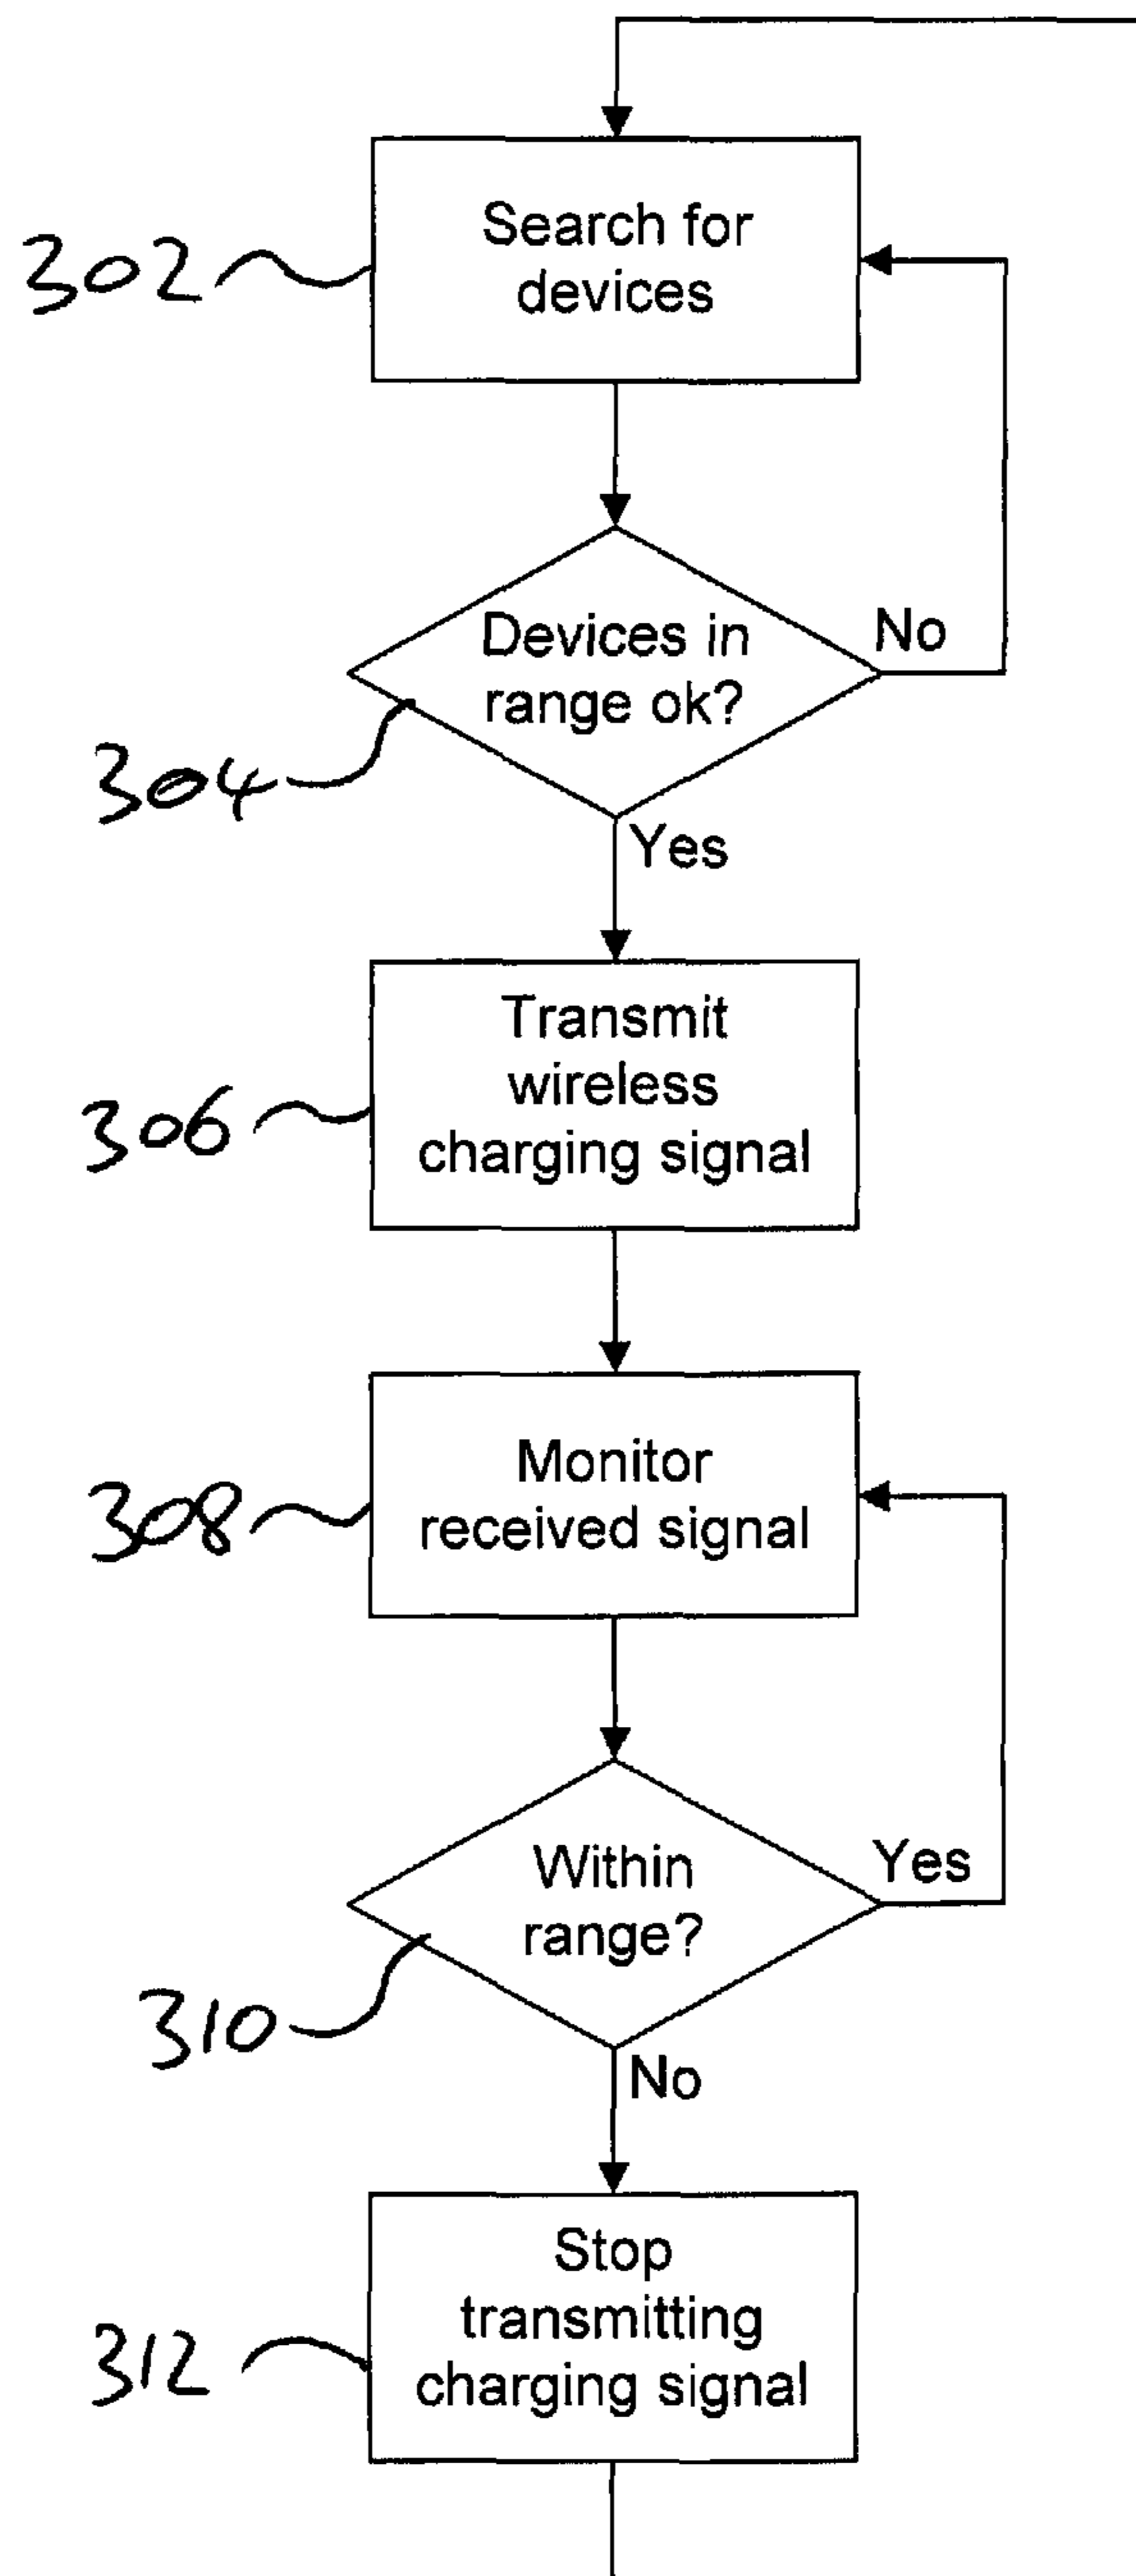 Search for
devices
302
Devices in
range ok?
No
304
Yes
Transmit
wireless
charging signal
306
Monitor
received signal
308
Within
range?
Yes
310
No
Stop
transmitting
charging signal
312